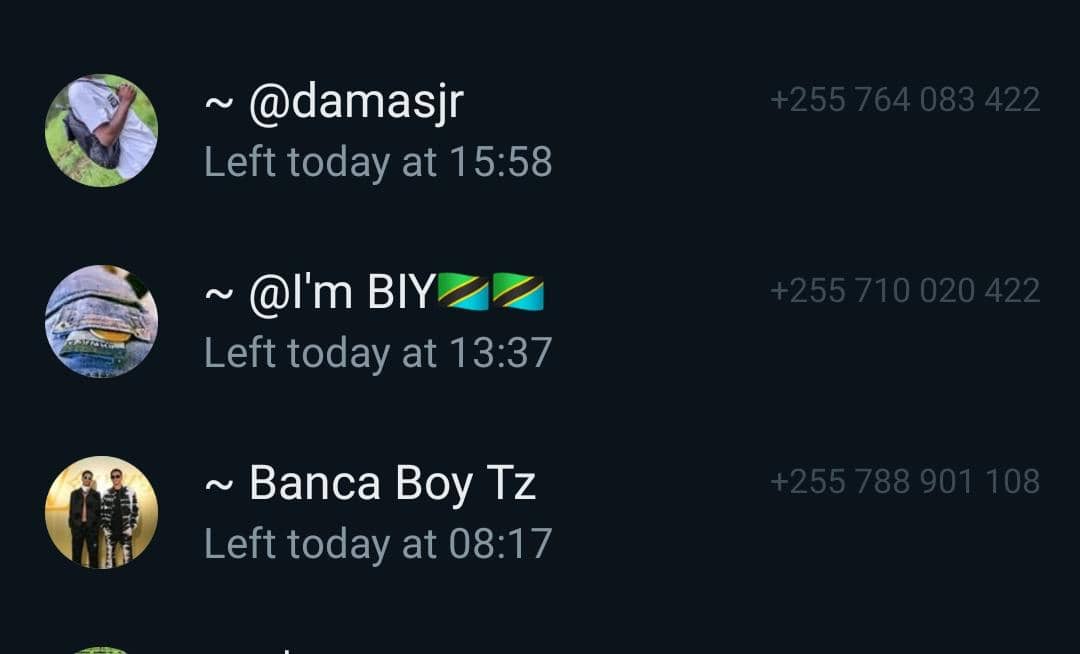 ~ @damasjr
+255 764 083 422
Left today at 15:58
~ @I'm BIY🇹🇿🇹🇿
+255 710 020 422
Left today at 13:37
~ Banca Boy Tz
+255 788 901 108
Left today at 08:17